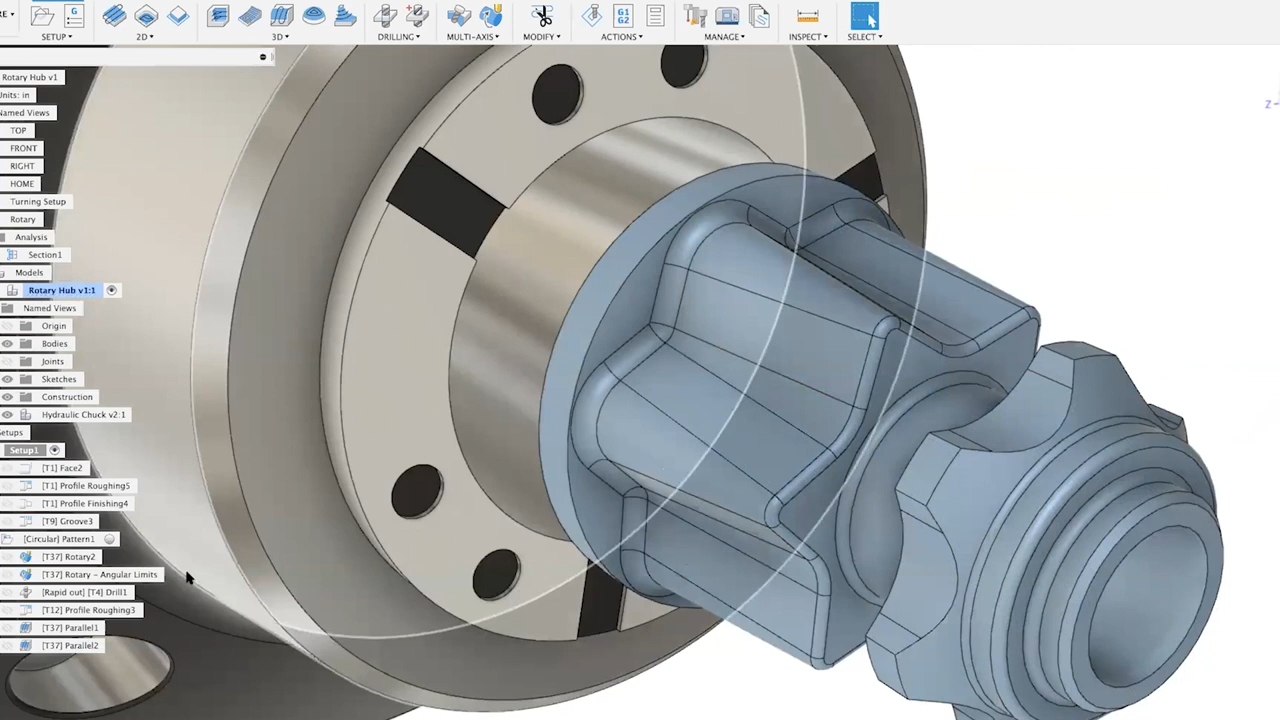 RE
SETUP
2D
3D
DRILLING
MULTI-AXIS
MODIFY
G1
G2
ACTIONS
MANAGE
INSPECT
SELECT
Z
Rotary Hub v1
Units: in
Named Views
TOP
FRONT
RIGHT
HOME
Turning Setup
Rotary
Analysis
Section1
Models
Rotary Hub v1:1
Named Views
Origin
Bodies
Joints
Sketches
Construction
Hydraulic Chuck v2:1
Setups
Setup1
[T1] Face2
[T1] Profile Roughing5
[T1] Profile Finishing4
[T9] Groove3
[Circular] Pattern1
[T37] Rotary2
[T37] Rotary - Angular Limits
[Rapid out] [T4] Drill1
[T12] Profile Roughing3
[T37] Parallel1
[T37] Parallel2